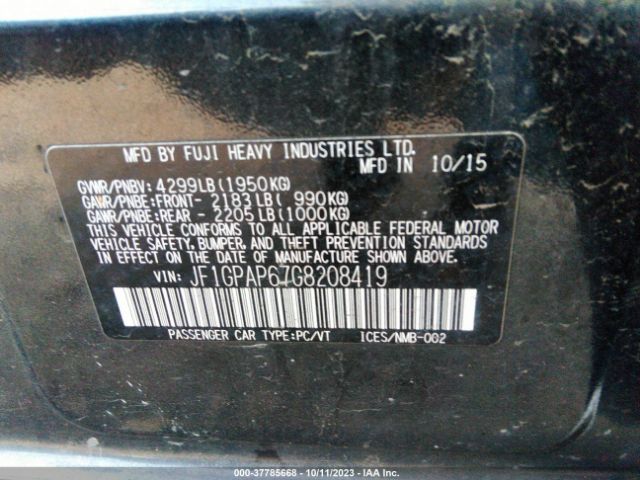 MFD BY FUJI HEAVY INDUSTRIES LTD.
MFD IN 10/15
GVWR/PNBV: 4299LB(1950KG)
GAWR/PNBE:FRONT- 2183LB( 990KG)
GAWR/PNBE:REAR - 2205LB(1000KG)
THIS VEHICLE CONFORMS TO ALL APPLICABLE FEDERAL MOTOR
VEHICLE SAFETY, BUMPER, AND THEFT PREVENTION STANDARDS
IN EFFECT ON THE DATE OF MANUFACTURE SHOWN ABOVE.
VIN: JF1GPAP67G8208419
PASSENGER CAR TYPE:PC/VT ICES/NMB-002
000-37785668 - 10/11/2023 - IAA Inc.